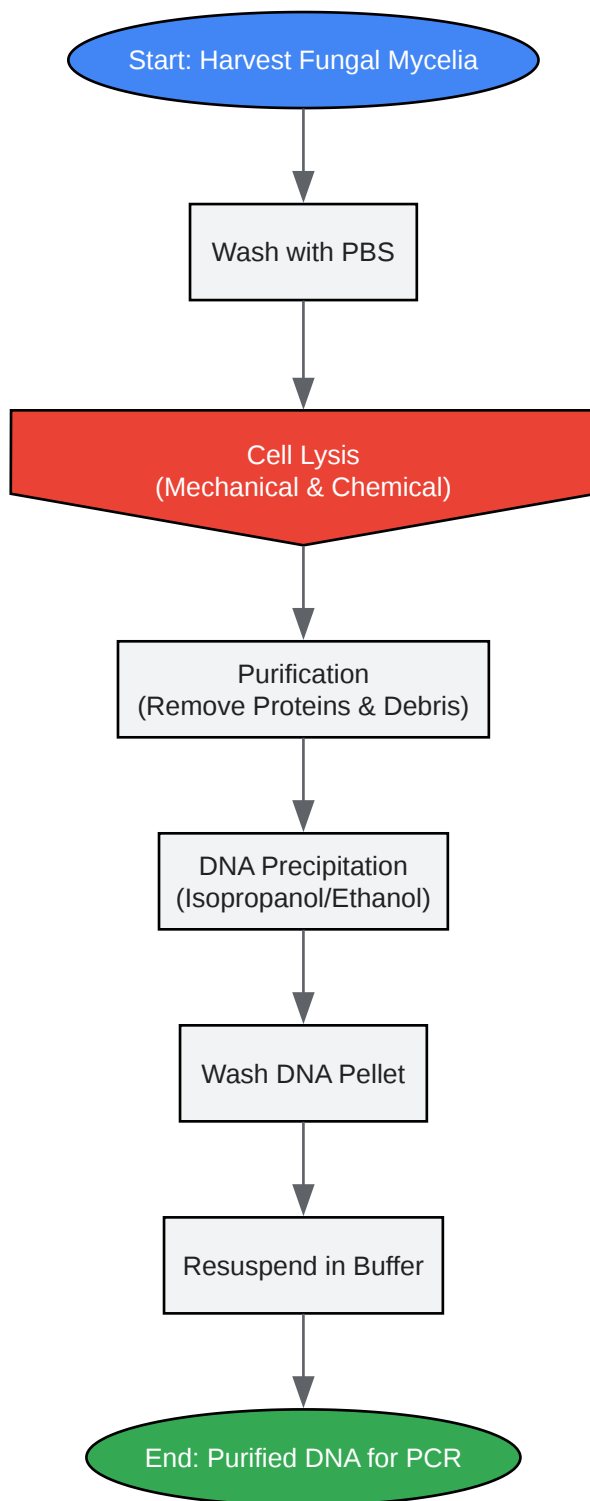 Start: Harvest Fungal Mycelia
Wash with PBS
Cell Lysis
(Mechanical & Chemical)
Purification
(Remove Proteins & Debris)
DNA Precipitation
(Isopropanol/Ethanol)
Wash DNA Pellet
Resuspend in Buffer
End: Purified DNA for PCR